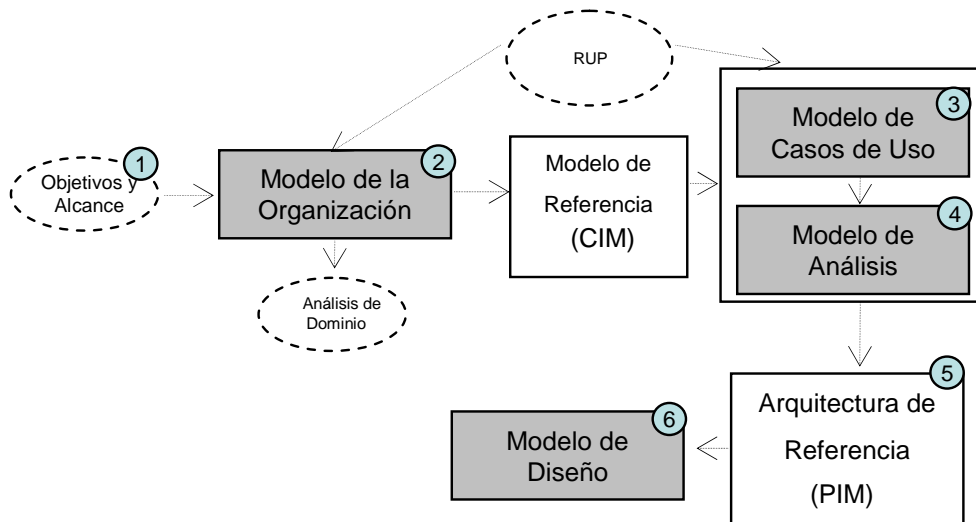 RUP
1
Objetivos y
Alcance
2
Modelo de la
Organización
Análisis de
Dominio
Modelo de
Referencia
(CIM)
3
Modelo de
Casos de Uso
4
Modelo de
Análisis
5
Arquitectura de
Referencia
(PIM)
6
Modelo de
Diseño